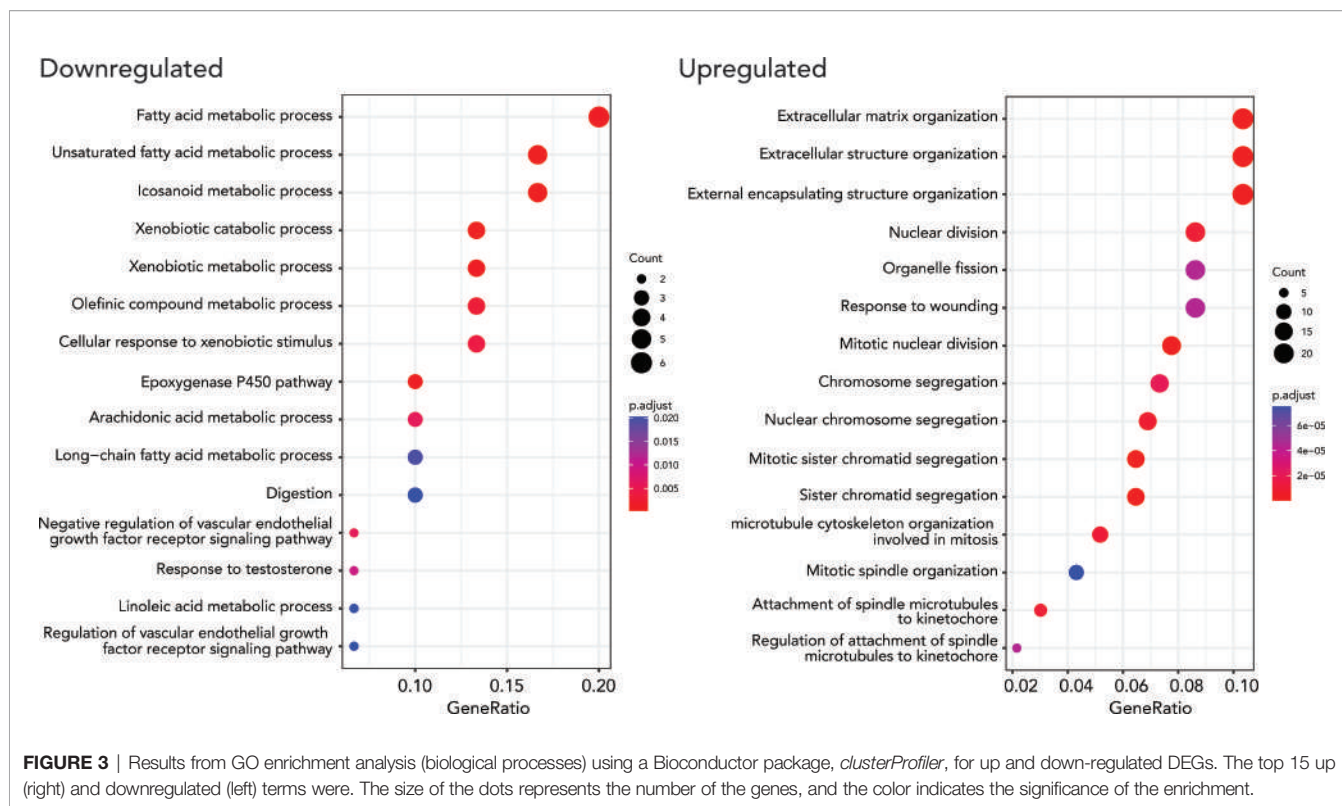 Downregulated
Fatty acid metabolic process
Unsaturated fatty acid metabolic process
Icosanoid metabolic process
Xenobiotic catabolic process
Xenobiotic metabolic process
Olefinic compound metabolic process
Cellular response to xenobiotic stimulus
Epoxygenase P450 pathway
Arachidonic acid metabolic process
Long−chain fatty acid metabolic process
Digestion
Negative regulation of vascular endothelial
growth factor receptor signaling pathway
Response to testosterone
Linoleic acid metabolic process
Regulation of vascular endothelial growth
factor receptor signaling pathway
0.10 0.15 0.20
GeneRatio
Count
2
3
4
5
6
p.adjust
0.020
0.015
0.010
0.005
Upregulated
Extracellular matrix organization
Extracellular structure organization
External encapsulating structure organization
Nuclear division
Organelle fission
Response to wounding
Mitotic nuclear division
Chromosome segregation
Nuclear chromosome segregation
Mitotic sister chromatid segregation
Sister chromatid segregation
microtubule cytoskeleton organization
involved in mitosis
Mitotic spindle organization
Attachment of spindle microtubules
to kinetochore
Regulation of attachment of spindle
microtubules to kinetochore
0.02 0.04 0.06 0.08 0.10
GeneRatio
Count
5
10
15
20
p.adjust
6e−05
4e−05
2e−05
FIGURE 3 | Results from GO enrichment analysis (biological processes) using a Bioconductor package, clusterProfiler, for up and down-regulated DEGs. The top 15 up
(right) and downregulated (left) terms were. The size of the dots represents the number of the genes, and the color indicates the significance of the enrichment.